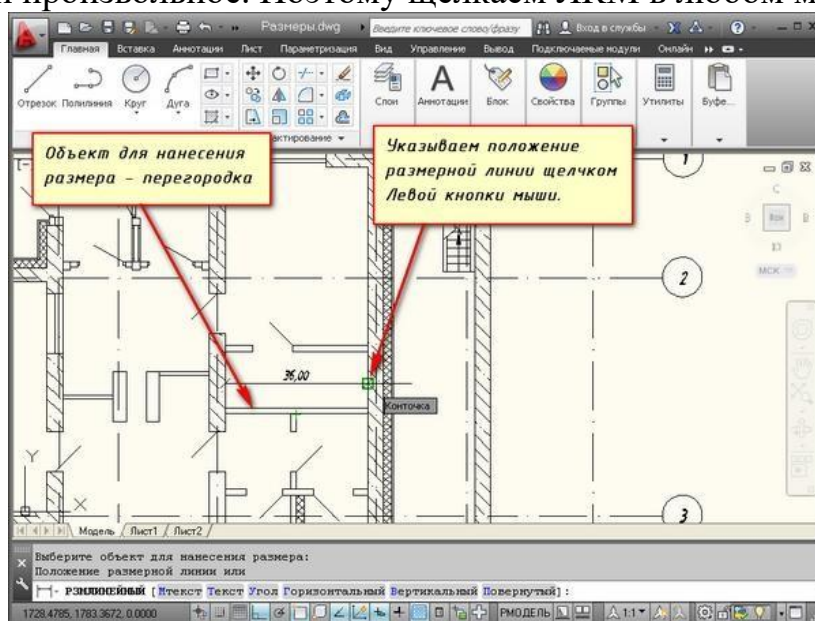 произвольное. Поэтому щелкаем ЛКМ в любом м
Размеры.dwg
Введите ключевое слово/фразу
Вход в службы
Главная Вставка Аннотации Лист Параметризация Вид Управление Вывод Подключаемые модули Онлайн
Отрезок Полилиния Круг Дуга Слои Аннотации Блок Свойства Группы Утилиты Буфе...
Объект для нанесения
размера - перегородка
Указываем положение
размерной линии щелчком
Левой кнопки мыши.
1
С
В
Ю
МСК
2
36,00
Конточка
Y
X
3
Модель Лист1 Лист2
Выберите объект для нанесения размера:
Положение размерной линии или
РЗМЛИНЕЙНЫЙ [Мтекст Текст Угол Горизонтальный Вертикальный Повернутый]:
1728.4785, 1783.3672, 0.0000
РМОДЕЛЬ
1:1